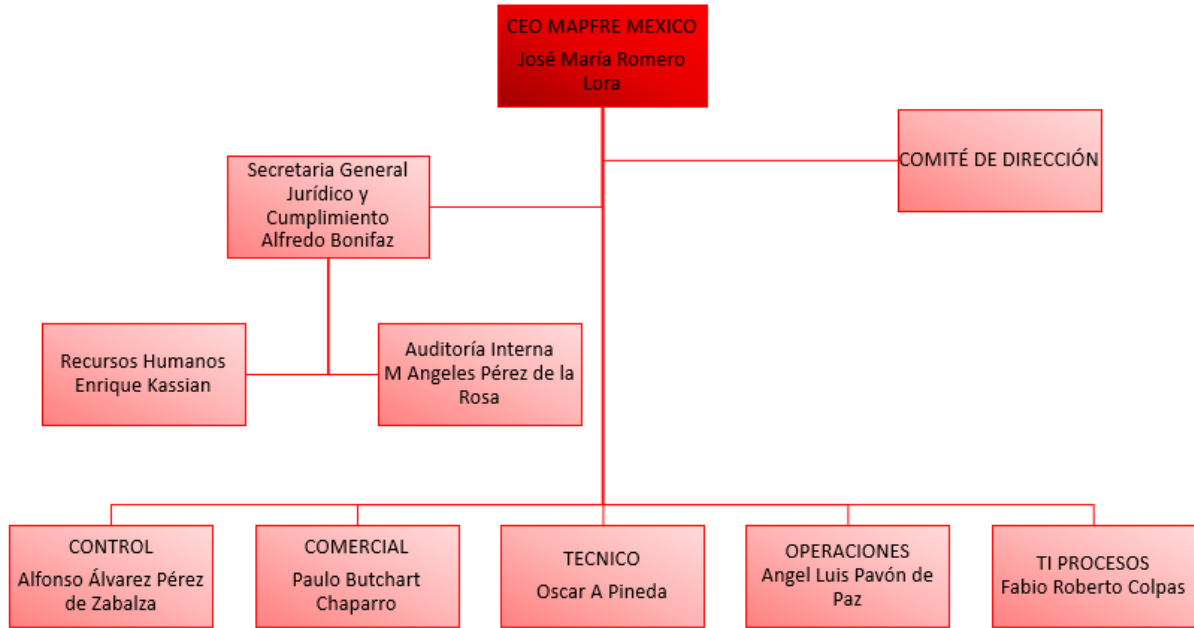 CEO MAPFRE MEXICO
José María Romero
Lora
COMITÉ DE DIRECCIÓN
Secretaria General
Jurídico y
Cumplimiento
Alfredo Bonifaz
Recursos Humanos
Enrique Kassian
Auditoría Interna
M Angeles Pérez de la
Rosa
CONTROL
Alfonso Álvarez Pérez
de Zabalza
COMERCIAL
Paulo Butchart
Chaparro
TECNICO
Oscar A Pineda
OPERACIONES
Angel Luis Pavón de
Paz
TI PROCESOS
Fabio Roberto Colpas